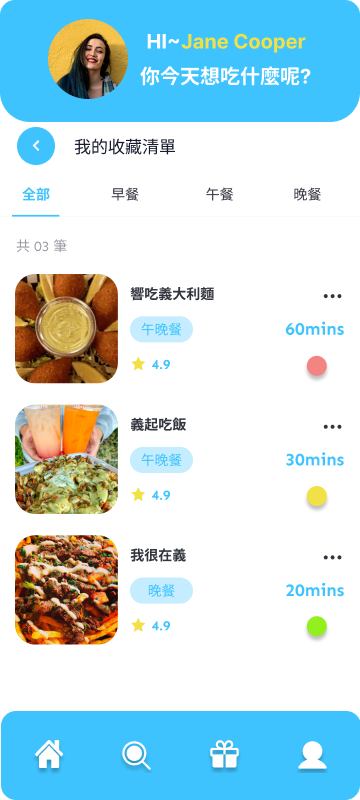 HI~Jane Cooper
你今天想吃什麼呢?
我的收藏清單
全部 早餐 午餐 晚餐
共 03 筆
響吃義大利麵
午晚餐 60mins
4.9
義起吃飯
午晚餐 30mins
4.9
我很在義
晚餐 20mins
4.9